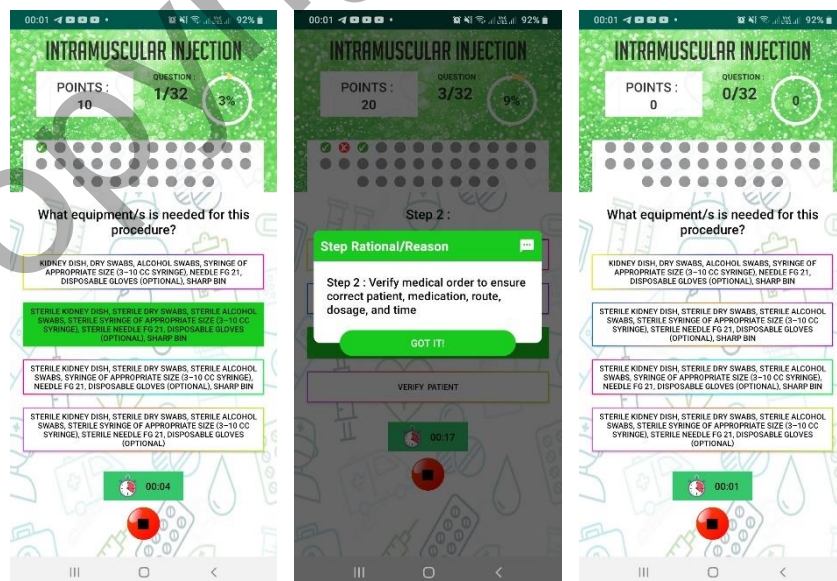 00:01 92%
INTRAMUSCULAR INJECTION
POINTS :
10
QUESTION :
1/32
3%
What equipment/s is needed for this
procedure?
KIDNEY DISH, DRY SWABS, ALCOHOL SWABS, SYRINGE OF
APPROPRIATE SIZE (3–10 CC SYRINGE), NEEDLE FG 21,
DISPOSABLE GLOVES (OPTIONAL), SHARP BIN
STERILE KIDNEY DISH, STERILE DRY SWABS, STERILE ALCOHOL
SWABS, STERILE SYRINGE OF APPROPRIATE SIZE (3–10 CC
SYRINGE), STERILE NEEDLE FG 21, DISPOSABLE GLOVES
(OPTIONAL), SHARP BIN
STERILE KIDNEY DISH, STERILE DRY SWABS, STERILE ALCOHOL
SWABS, SYRINGE OF APPROPRIATE SIZE (3–10 CC SYRINGE),
NEEDLE FG 21, DISPOSABLE GLOVES (OPTIONAL), SHARP BIN
STERILE KIDNEY DISH, STERILE DRY SWABS, STERILE ALCOHOL
SWABS, STERILE SYRINGE OF APPROPRIATE SIZE (3–10 CC
SYRINGE), STERILE NEEDLE FG 21, DISPOSABLE GLOVES
(OPTIONAL)
00:04
00:01 92%
INTRAMUSCULAR INJECTION
POINTS :
20
QUESTION :
3/32
9%
Step 2 :
Step Rational/Reason
Step 2 : Verify medical order to ensure
correct patient, medication, route,
dosage, and time
GOT IT!
VERIFY PATIENT
00:17
00:01 92%
INTRAMUSCULAR INJECTION
POINTS :
0
QUESTION :
0/32
0
What equipment/s is needed for this
procedure?
KIDNEY DISH, DRY SWABS, ALCOHOL SWABS, SYRINGE OF
APPROPRIATE SIZE (3–10 CC SYRINGE), NEEDLE FG 21,
DISPOSABLE GLOVES (OPTIONAL), SHARP BIN
STERILE KIDNEY DISH, STERILE DRY SWABS, STERILE ALCOHOL
SWABS, STERILE SYRINGE OF APPROPRIATE SIZE (3–10 CC
SYRINGE), STERILE NEEDLE FG 21, DISPOSABLE GLOVES
(OPTIONAL), SHARP BIN
STERILE KIDNEY DISH, STERILE DRY SWABS, STERILE ALCOHOL
SWABS, SYRINGE OF APPROPRIATE SIZE (3–10 CC SYRINGE),
NEEDLE FG 21, DISPOSABLE GLOVES (OPTIONAL), SHARP BIN
STERILE KIDNEY DISH, STERILE DRY SWABS, STERILE ALCOHOL
SWABS, STERILE SYRINGE OF APPROPRIATE SIZE (3–10 CC
SYRINGE), STERILE NEEDLE FG 21, DISPOSABLE GLOVES
(OPTIONAL)
00:01